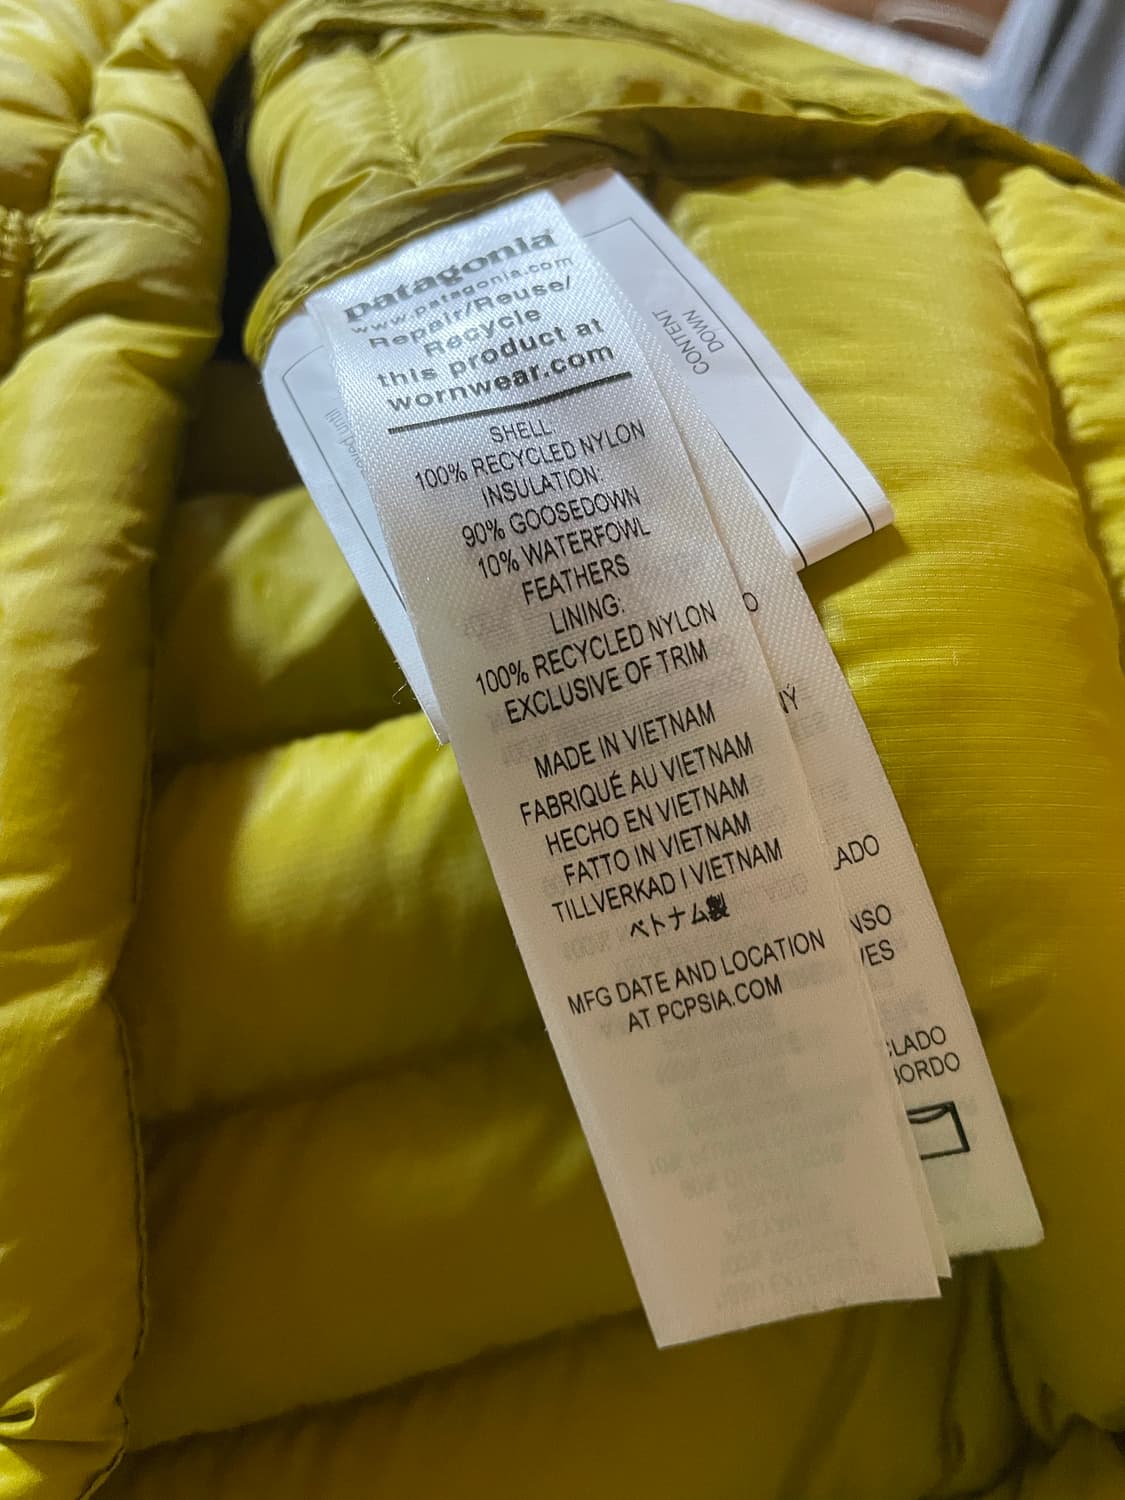 patagonia
www.patagonia.com
Repair/Reuse/
Recycle
this product at
wornwear.com
SHELL:
100% RECYCLED NYLON
INSULATION:
90% GOOSEDOWN
10% WATERFOWL
FEATHERS
LINING:
100% RECYCLED NYLON
EXCLUSIVE OF TRIM
MADE IN VIETNAM
FABRIQUÉ AU VIETNAM
HECHO EN VIETNAM
FATTO IN VIETNAM
TILLVERKAD I VIETNAM
ベトナム製
MFG DATE AND LOCATION
AT PCPSIA.COM
CONTENT
DOWN
until